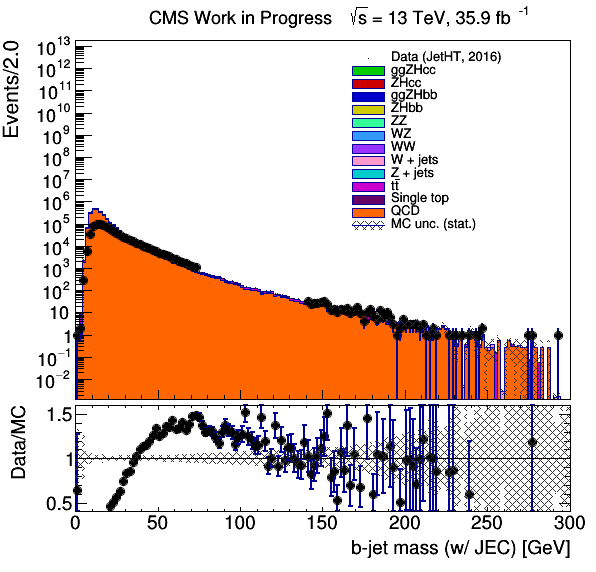 CMS Work in Progress √s = 13 TeV, 35.9 fb⁻¹
Events/2.0
10¹³
10¹²
10¹¹
10¹⁰
10⁹
10⁸
10⁷
10⁶
10⁵
10⁴
10³
10²
10
1
10⁻¹
10⁻²
Data (JetHT, 2016)
ggZHcc
ZHcc
ggZHbb
ZHbb
ZZ
WZ
WW
W + jets
Z + jets
tt̄
Single top
QCD
MC unc. (stat.)
Data/MC
1.5
1
0.5
0 50 100 150 200 250 300
b-jet mass (w/ JEC) [GeV]